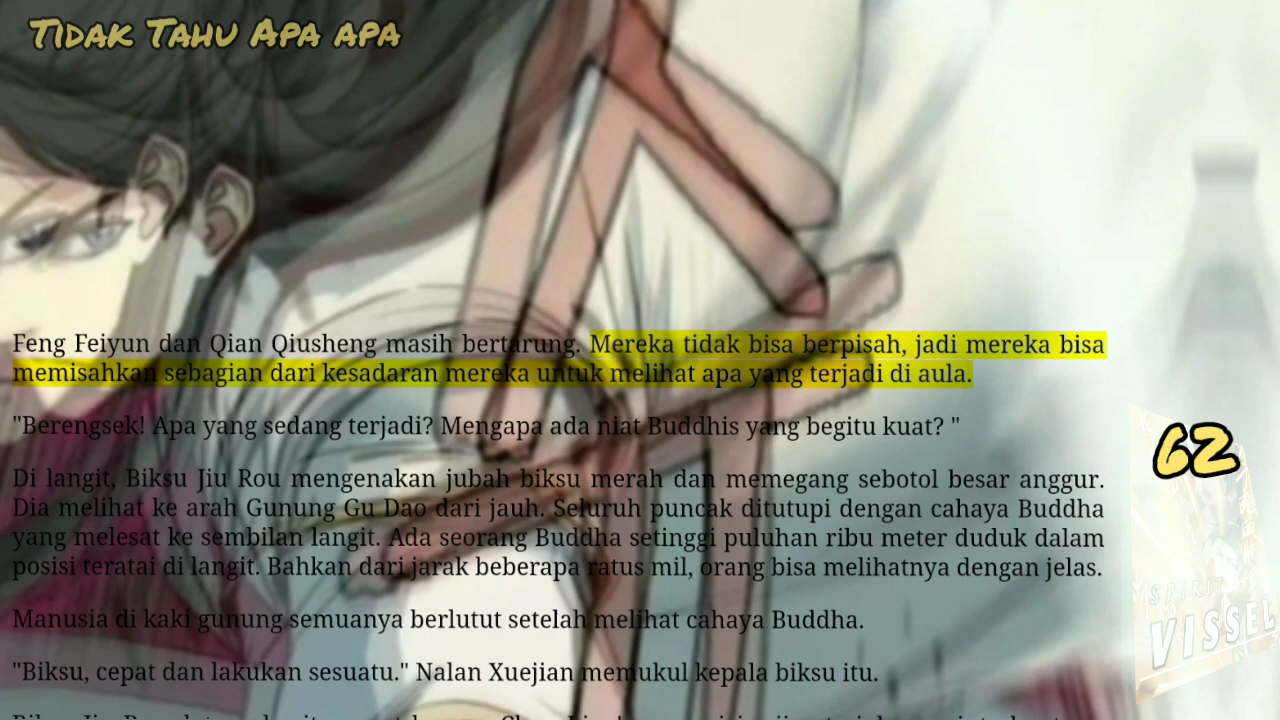 Tidak Tahu Apa apa
Feng Feiyun dan Qian Qiusheng masih bertarung. Mereka tidak bisa berpisah, jadi mereka bisa
memisahkan sebagian dari kesadaran mereka untuk melihat apa yang terjadi di aula.
"Berengsek! Apa yang sedang terjadi? Mengapa ada niat Buddhis yang begitu kuat? "
Di langit, Biksu Jiu Rou mengenakan jubah biksu merah dan memegang sebotol besar anggur.
Dia melihat ke arah Gunung Gu Dao dari jauh. Seluruh puncak ditutupi dengan cahaya Buddha
yang melesat ke sembilan langit. Ada seorang Buddha setinggi puluhan ribu meter duduk dalam
posisi teratai di langit. Bahkan dari jarak beberapa ratus mil, orang bisa melihatnya dengan jelas.
Manusia di kaki gunung semuanya berlutut setelah melihat cahaya Buddha.
"Biksu, cepat dan lakukan sesuatu." Nalan Xuejian memukul kepala biksu itu.
62
SPIRIT
VISSEL